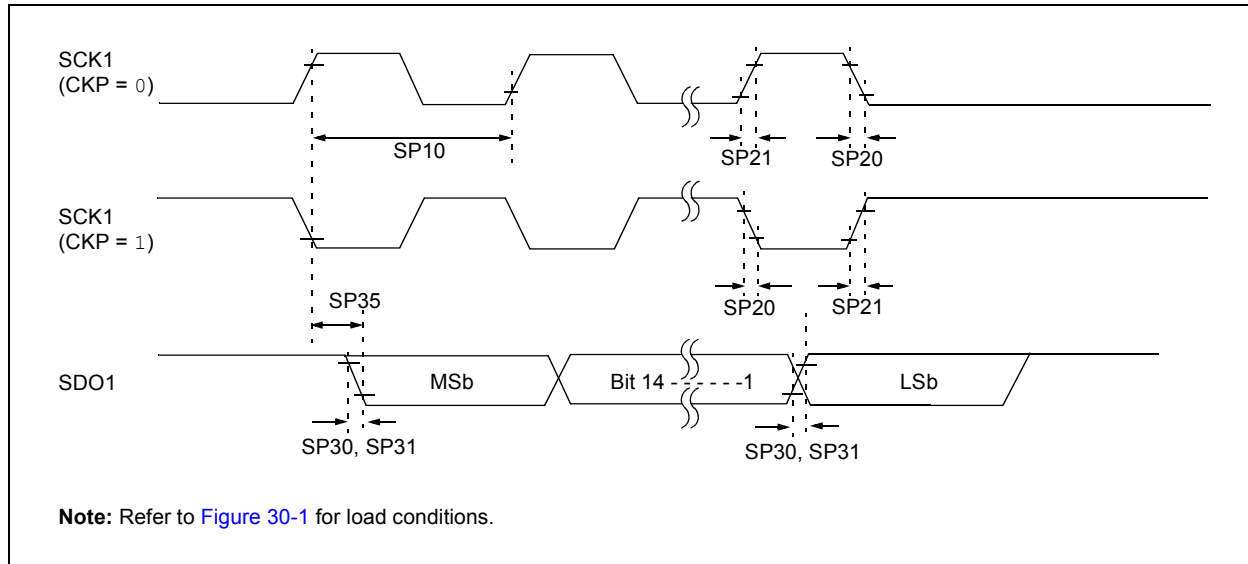 SCK1
(CKP = 0)
SP10
SP21
SP20
SCK1
(CKP = 1)
SP35
SP20
SP21
SDO1
MSb
Bit 14 - - - - - -1
LSb
SP30, SP31
SP30, SP31
Note: Refer to Figure 30-1 for load conditions.